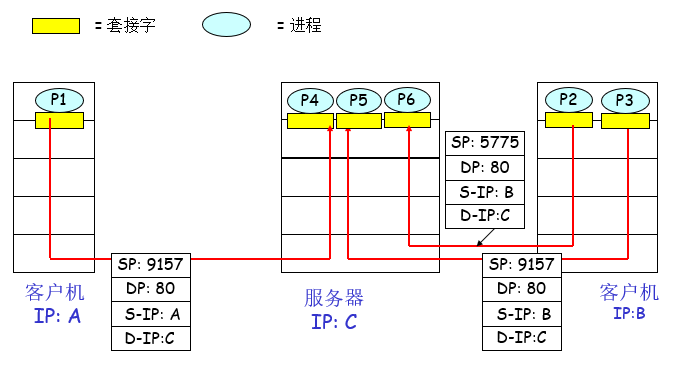 = 套接字
= 进程
P1
P4
P5
P6
P2
P3
SP: 5775
DP: 80
S-IP: B
D-IP:C
SP: 9157
DP: 80
S-IP: A
D-IP:C
SP: 9157
DP: 80
S-IP: B
D-IP:C
客户机
IP: A
服务器
IP: C
客户机
IP:B